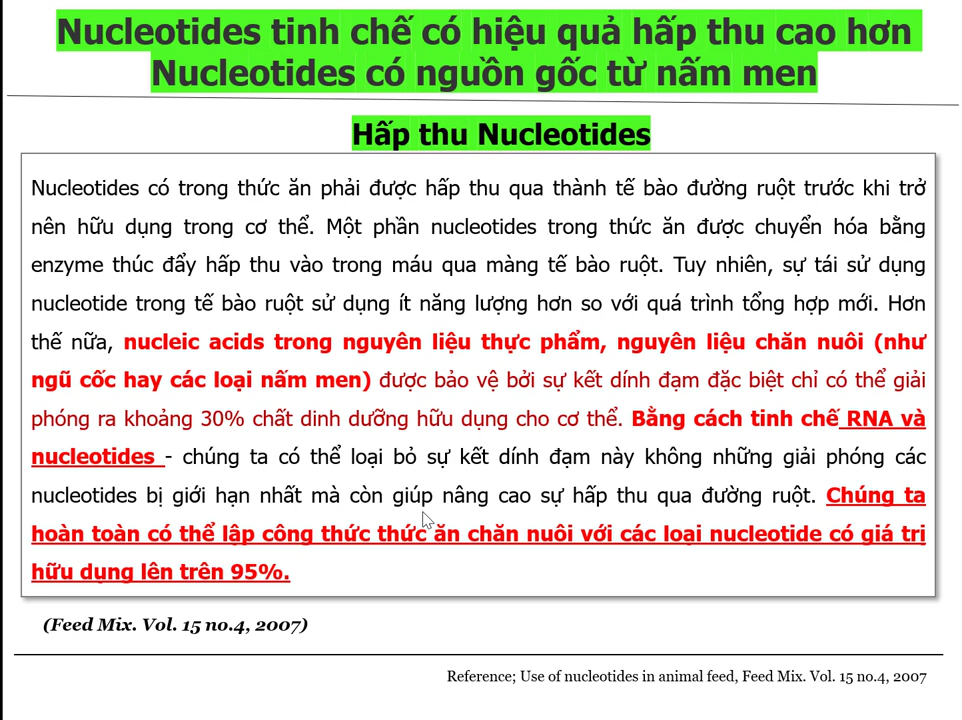 Nucleotides tinh chế có hiệu quả hấp thu cao hơn
Nucleotides có nguồn gốc từ nấm men
Hấp thu Nucleotides
Nucleotides có trong thức ăn phải được hấp thu qua thành tế bào đường ruột trước khi trở
nên hữu dụng trong cơ thể. Một phần nucleotides trong thức ăn được chuyển hóa bằng
enzyme thúc đẩy hấp thu vào trong máu qua màng tế bào ruột. Tuy nhiên, sự tái sử dụng
nucleotide trong tế bào ruột sử dụng ít năng lượng hơn so với quá trình tổng hợp mới. Hơn
thế nữa, nucleic acids trong nguyên liệu thực phẩm, nguyên liệu chăn nuôi (như
ngũ cốc hay các loại nấm men) được bảo vệ bởi sự kết dính đạm đặc biệt chỉ có thể giải
phóng ra khoảng 30% chất dinh dưỡng hữu dụng cho cơ thể. Bằng cách tinh chế RNA và
nucleotides - chúng ta có thể loại bỏ sự kết dính đạm này không những giải phóng các
nucleotides bị giới hạn nhất mà còn giúp nâng cao sự hấp thu qua đường ruột. Chúng ta
hoàn toàn có thể lập công thức thức ăn chăn nuôi với các loại nucleotide có giá trị
hữu dụng lên trên 95%.
(Feed Mix. Vol. 15 no.4, 2007)
Reference; Use of nucleotides in animal feed, Feed Mix. Vol. 15 no.4, 2007